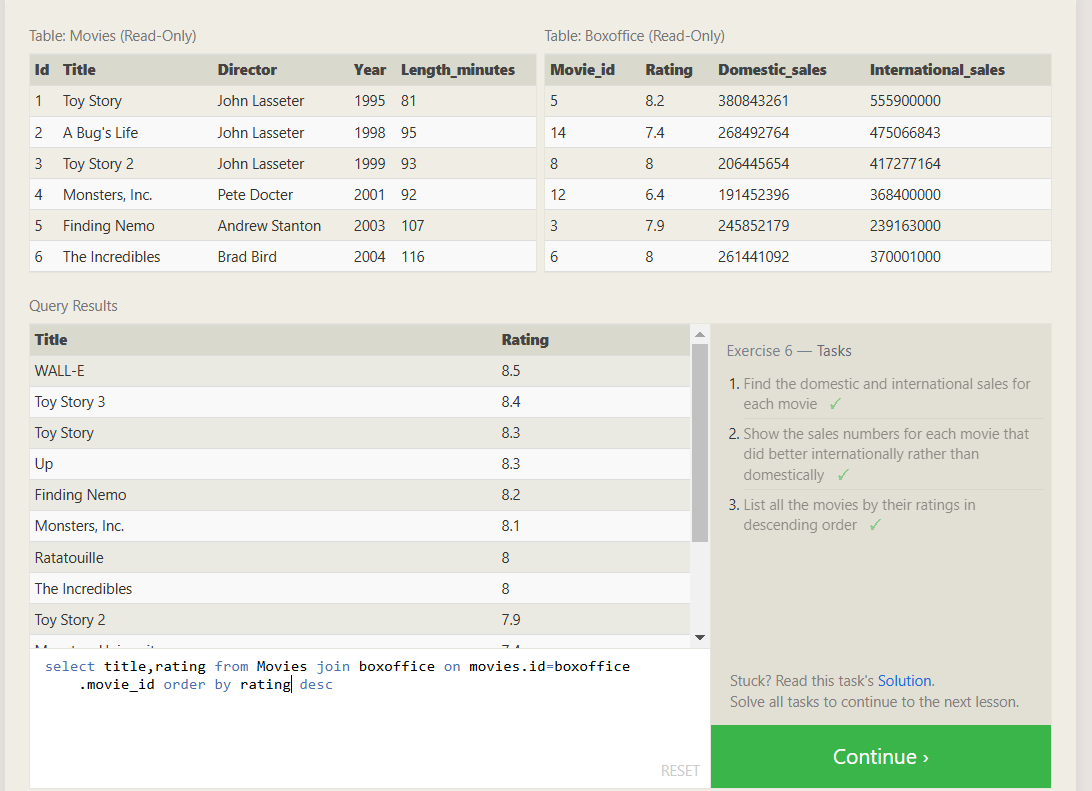 Table: Movies (Read-Only)
Id Title Director Year Length_minutes
1 Toy Story John Lasseter 1995 81
2 A Bug's Life John Lasseter 1998 95
3 Toy Story 2 John Lasseter 1999 93
4 Monsters, Inc. Pete Docter 2001 92
5 Finding Nemo Andrew Stanton 2003 107
6 The Incredibles Brad Bird 2004 116
Table: Boxoffice (Read-Only)
Movie_id Rating Domestic_sales International_sales
5 8.2 380843261 555900000
14 7.4 268492764 475066843
8 8 206445654 417277164
12 6.4 191452396 368400000
3 7.9 245852179 239163000
6 8 261441092 370001000
Query Results
Title Rating
WALL-E 8.5
Toy Story 3 8.4
Toy Story 8.3
Up 8.3
Finding Nemo 8.2
Monsters, Inc. 8.1
Ratatouille 8
The Incredibles 8
Toy Story 2 7.9
select title,rating from Movies join boxoffice on movies.id=boxoffice
.movie_id order by rating desc
RESET
Exercise 6 — Tasks
1. Find the domestic and international sales for
each movie ✓
2. Show the sales numbers for each movie that
did better internationally rather than
domestically ✓
3. List all the movies by their ratings in
descending order ✓
Stuck? Read this task's Solution.
Solve all tasks to continue to the next lesson.
Continue ›